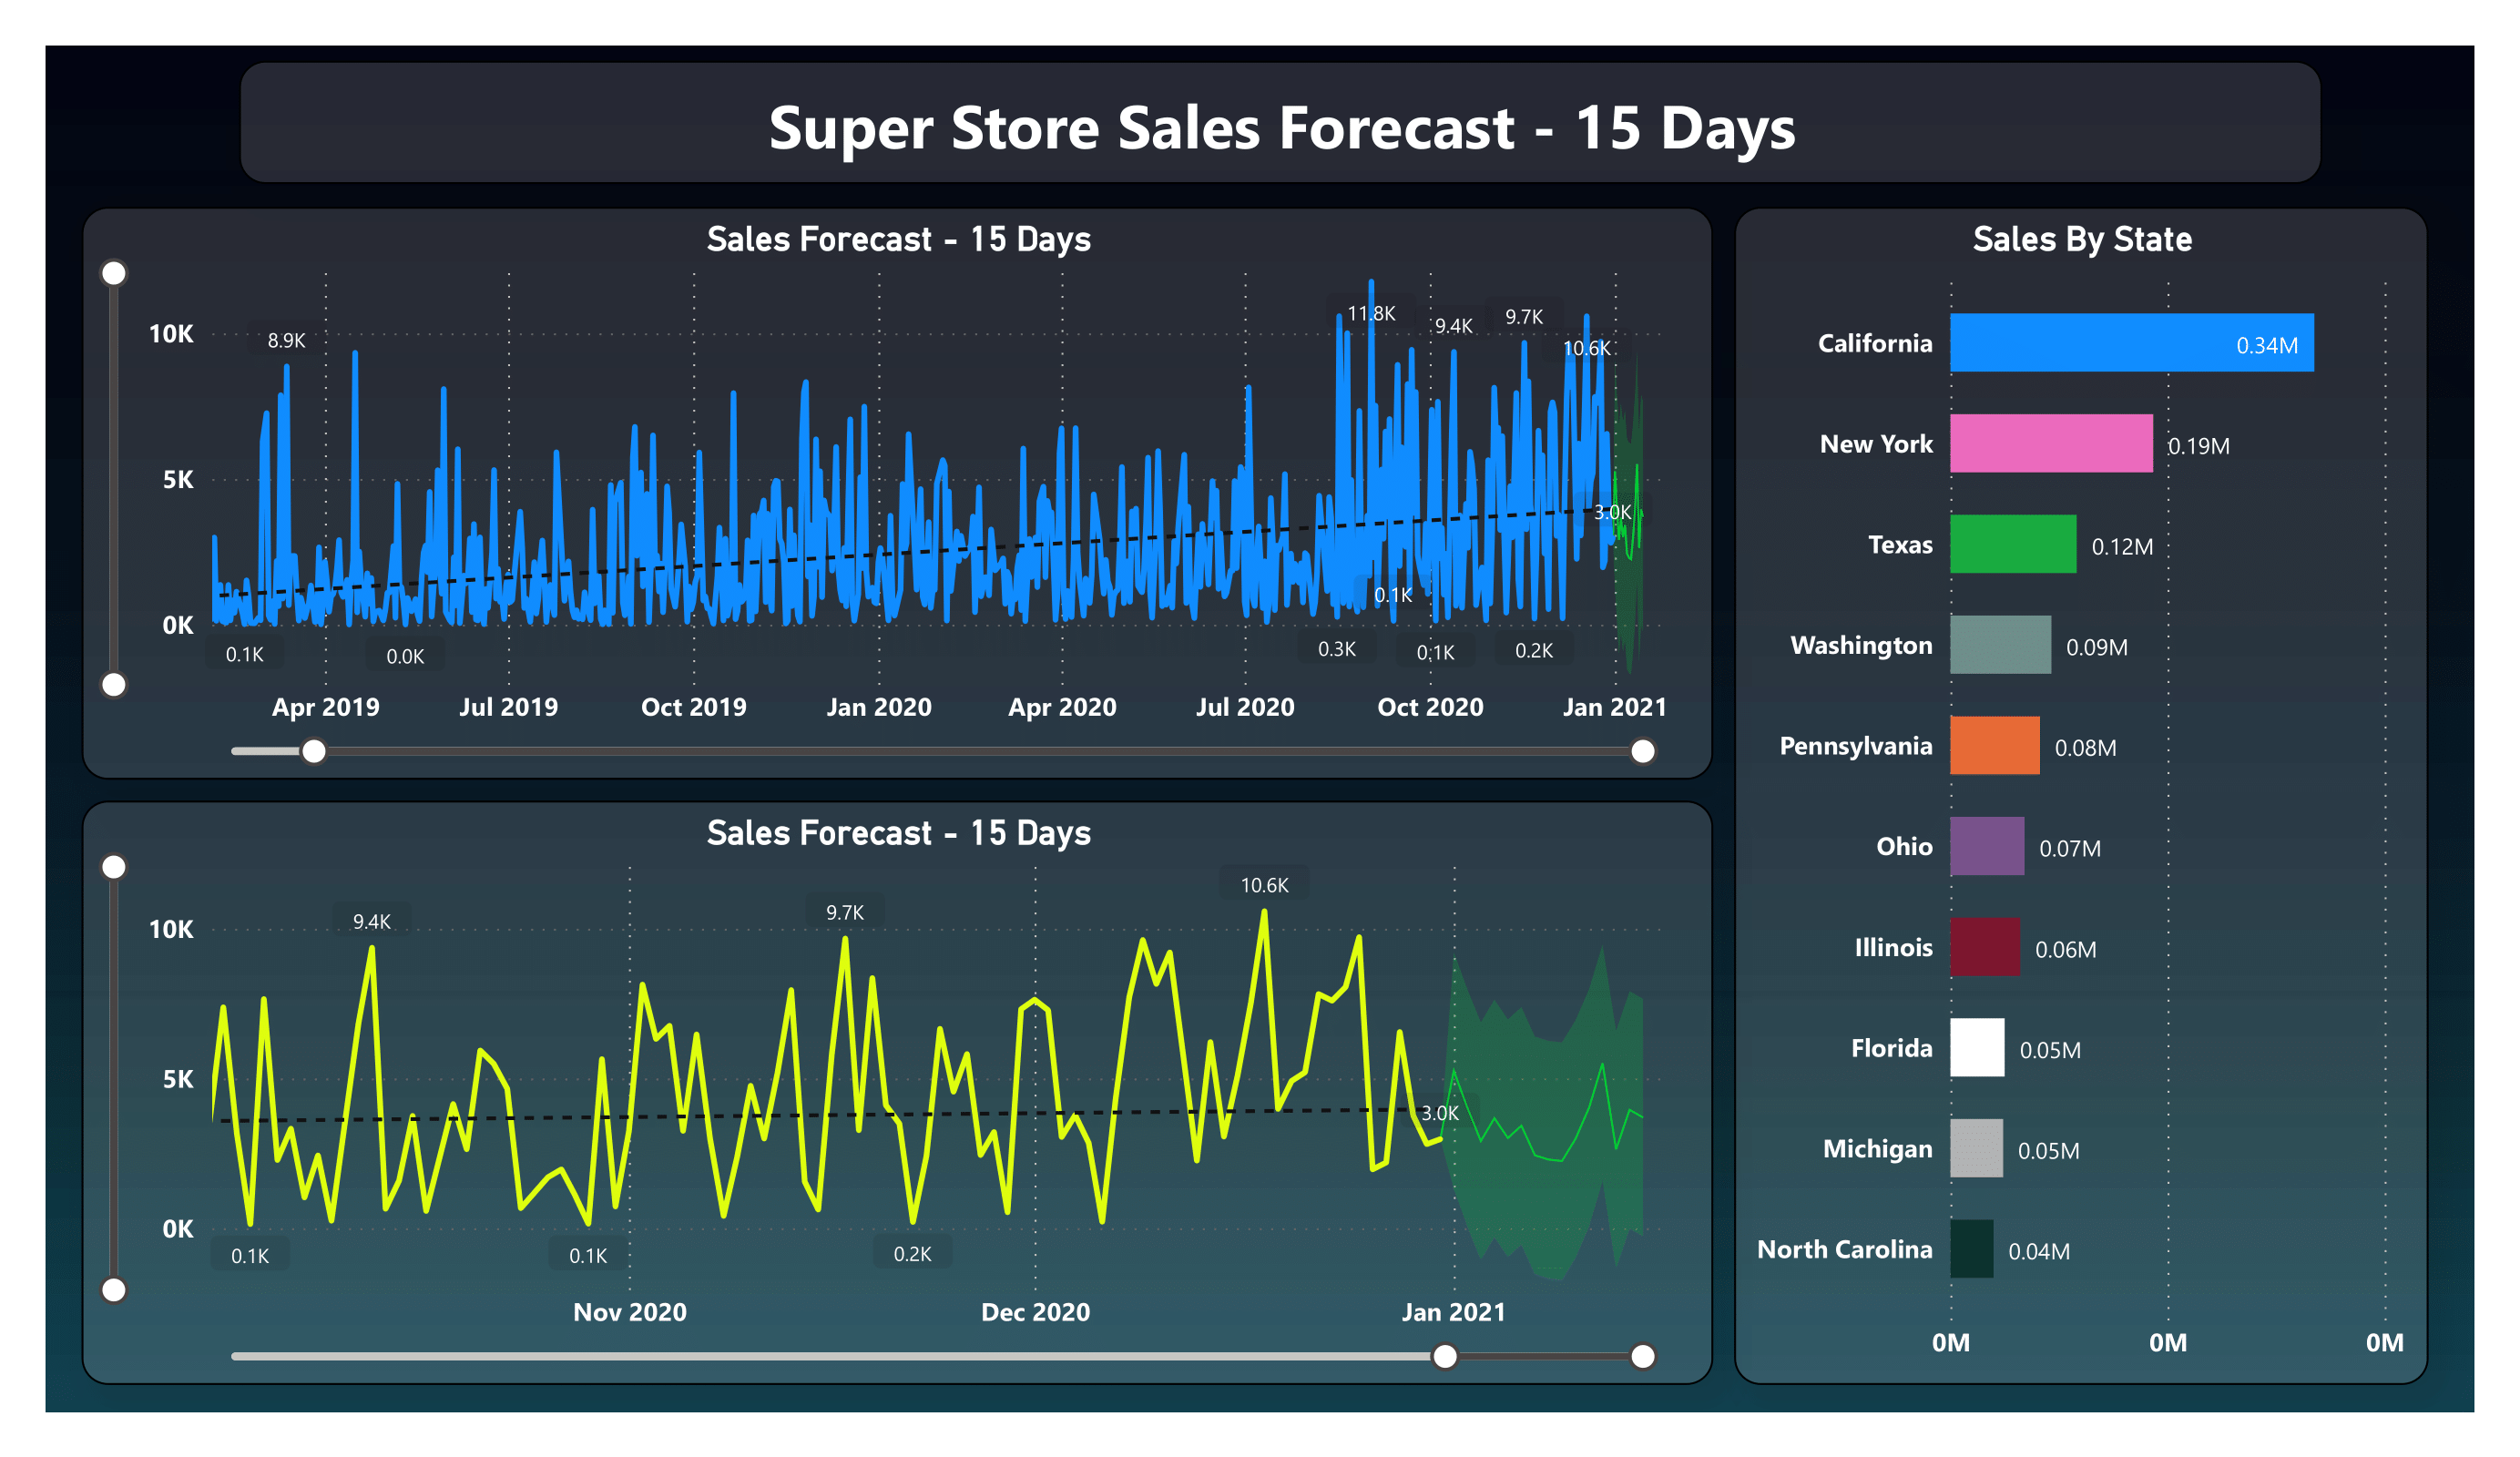 Super Store Sales Forecast - 15 Days
Sales Forecast - 15 Days
10K
5K
0K
8.9K
11.8K
9.4K
9.7K
10.6K
3.0K
0.1K
0.1K
0.0K
0.3K
0.1K
0.2K
Apr 2019 Jul 2019 Oct 2019 Jan 2020 Apr 2020 Jul 2020 Oct 2020 Jan 2021
Sales Forecast - 15 Days
10K
5K
0K
9.4K
9.7K
10.6K
3.0K
0.1K
0.1K
0.2K
Nov 2020 Dec 2020 Jan 2021
Sales By State
California 0.34M
New York 0.19M
Texas 0.12M
Washington 0.09M
Pennsylvania 0.08M
Ohio 0.07M
Illinois 0.06M
Florida 0.05M
Michigan 0.05M
North Carolina 0.04M
0M 0M 0M